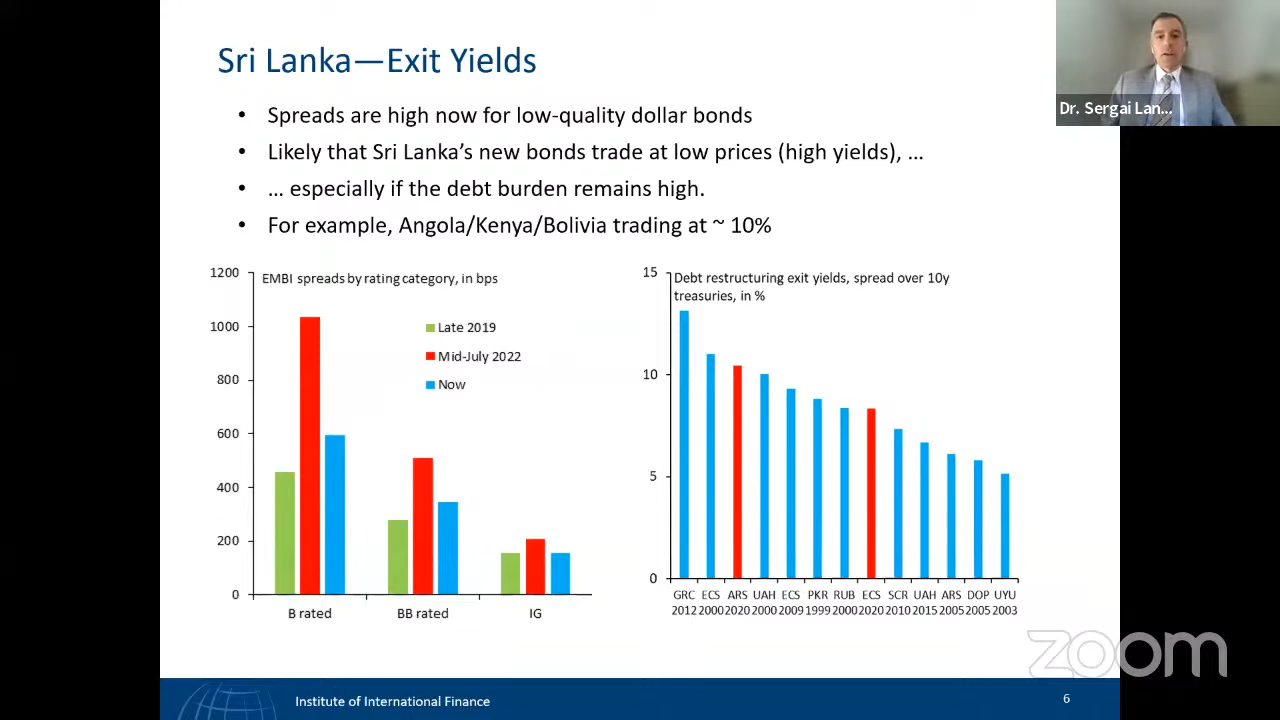 Sri Lanka—Exit Yields
Dr. Sergai Lan...
• Spreads are high now for low-quality dollar bonds
• Likely that Sri Lanka’s new bonds trade at low prices (high yields), …
• … especially if the debt burden remains high.
• For example, Angola/Kenya/Bolivia trading at ~ 10%
EMBI spreads by rating category, in bps
1200
1000
800
600
400
200
0
Late 2019
Mid-July 2022
Now
B rated
BB rated
IG
Debt restructuring exit yields, spread over 10y
treasuries, in %
15
10
5
0
GRC ECS ARS UAH ECS PKR RUB ECS SCR UAH ARS DOP UYU
2012 2000 2020 2000 2009 1999 2000 2020 2010 2015 2005 2005 2003
zoom
Institute of International Finance
6